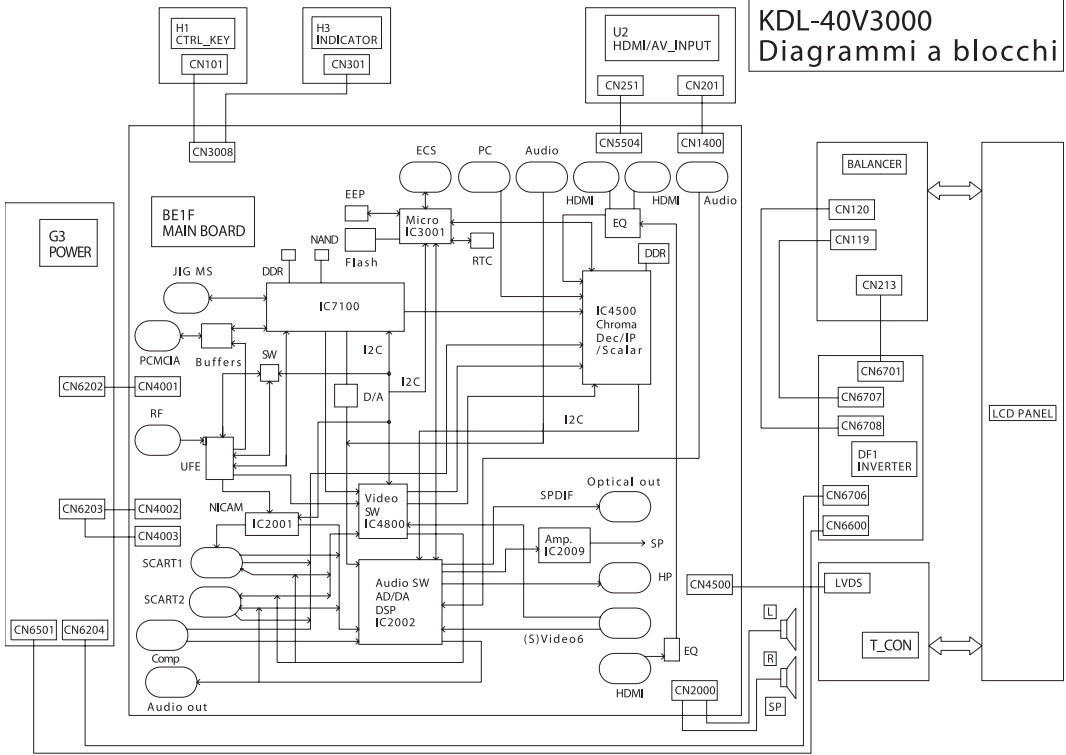 KDL-40V3000
Diagrammi a blocchi
H1
CTRL_KEY
CN101
H3
INDICATOR
CN301
U2
HDMI/AV_INPUT
CN251
CN201
CN3008
CN5504
CN1400
ECS
PC
Audio
HDMI
HDMI
Audio
BE1F
MAIN BOARD
G3
POWER
EEP
Micro
IC3001
Flash
RTC
EQ
DDR
NAND
DDR
JIG MS
IC7100
IC4500
Chroma
Dec/IP
/Scalar
PCMCIA
Buffers
SW
I2C
I2C
D/A
I2C
CN6202
CN4001
RF
UFE
NICAM
IC2001
Video
SW
IC4800
SPDIF
Optical out
CN6203
CN4002
CN4003
Amp.
IC2009
SP
SCART1
SCART2
Audio SW
AD/DA
DSP
IC2002
HP
(S)Video6
EQ
HDMI
Comp
Audio out
CN6501
CN6204
CN2000
CN4500
L
R
SP
BALANCER
CN120
CN119
CN213
CN6701
CN6707
CN6708
DF1
INVERTER
CN6706
CN6600
LVDS
T_CON
LCD PANEL